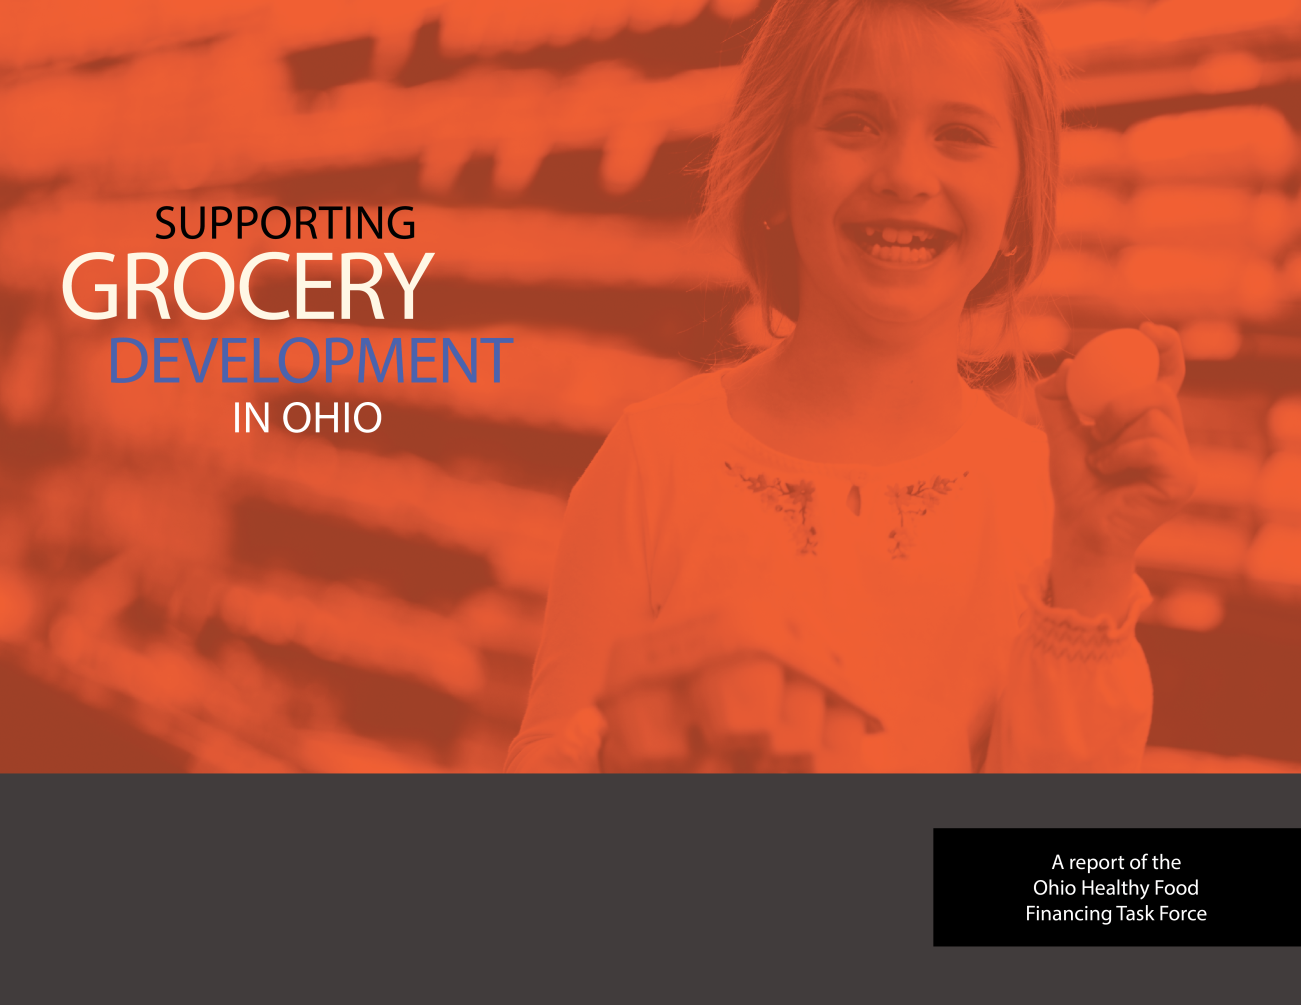 SUPPORTING
GROCERY
DEVELOPMENT
IN OHIO
A report of the
Ohio Healthy Food
Financing Task Force